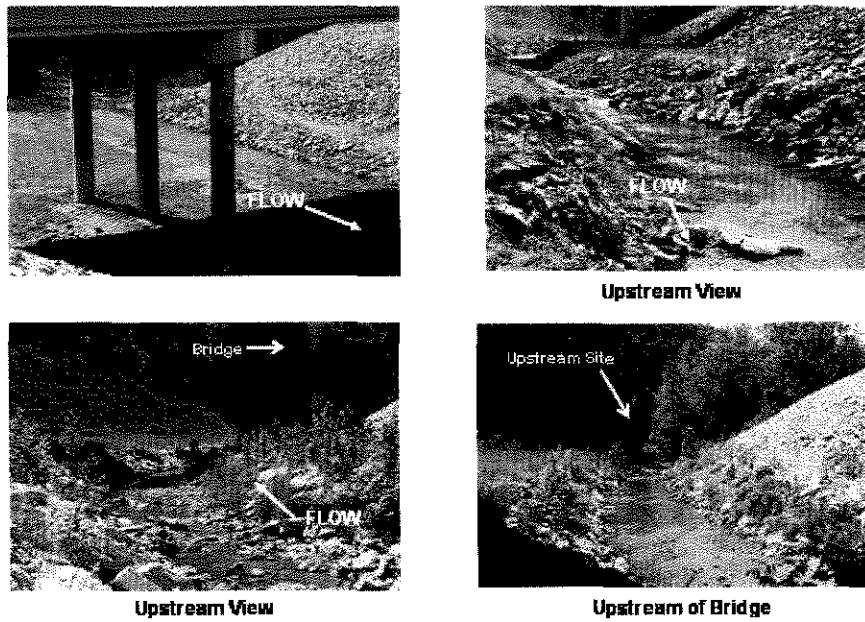 FLOW
FLOW
Upstream View
Bridge
FLOW
Upstream View
Upstream Site
Upstream of Bridge